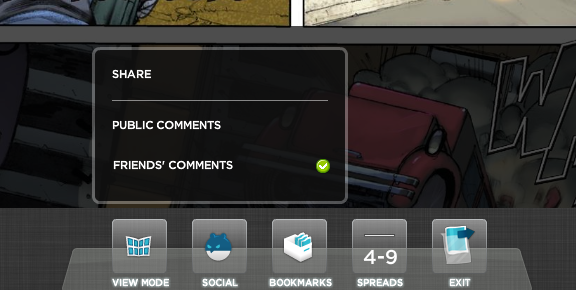 SHARE
PUBLIC COMMENTS
FRIENDS' COMMENTS
4-9
VIEW MODE
SOCIAL
BOOKMARKS
SPREADS
EXIT